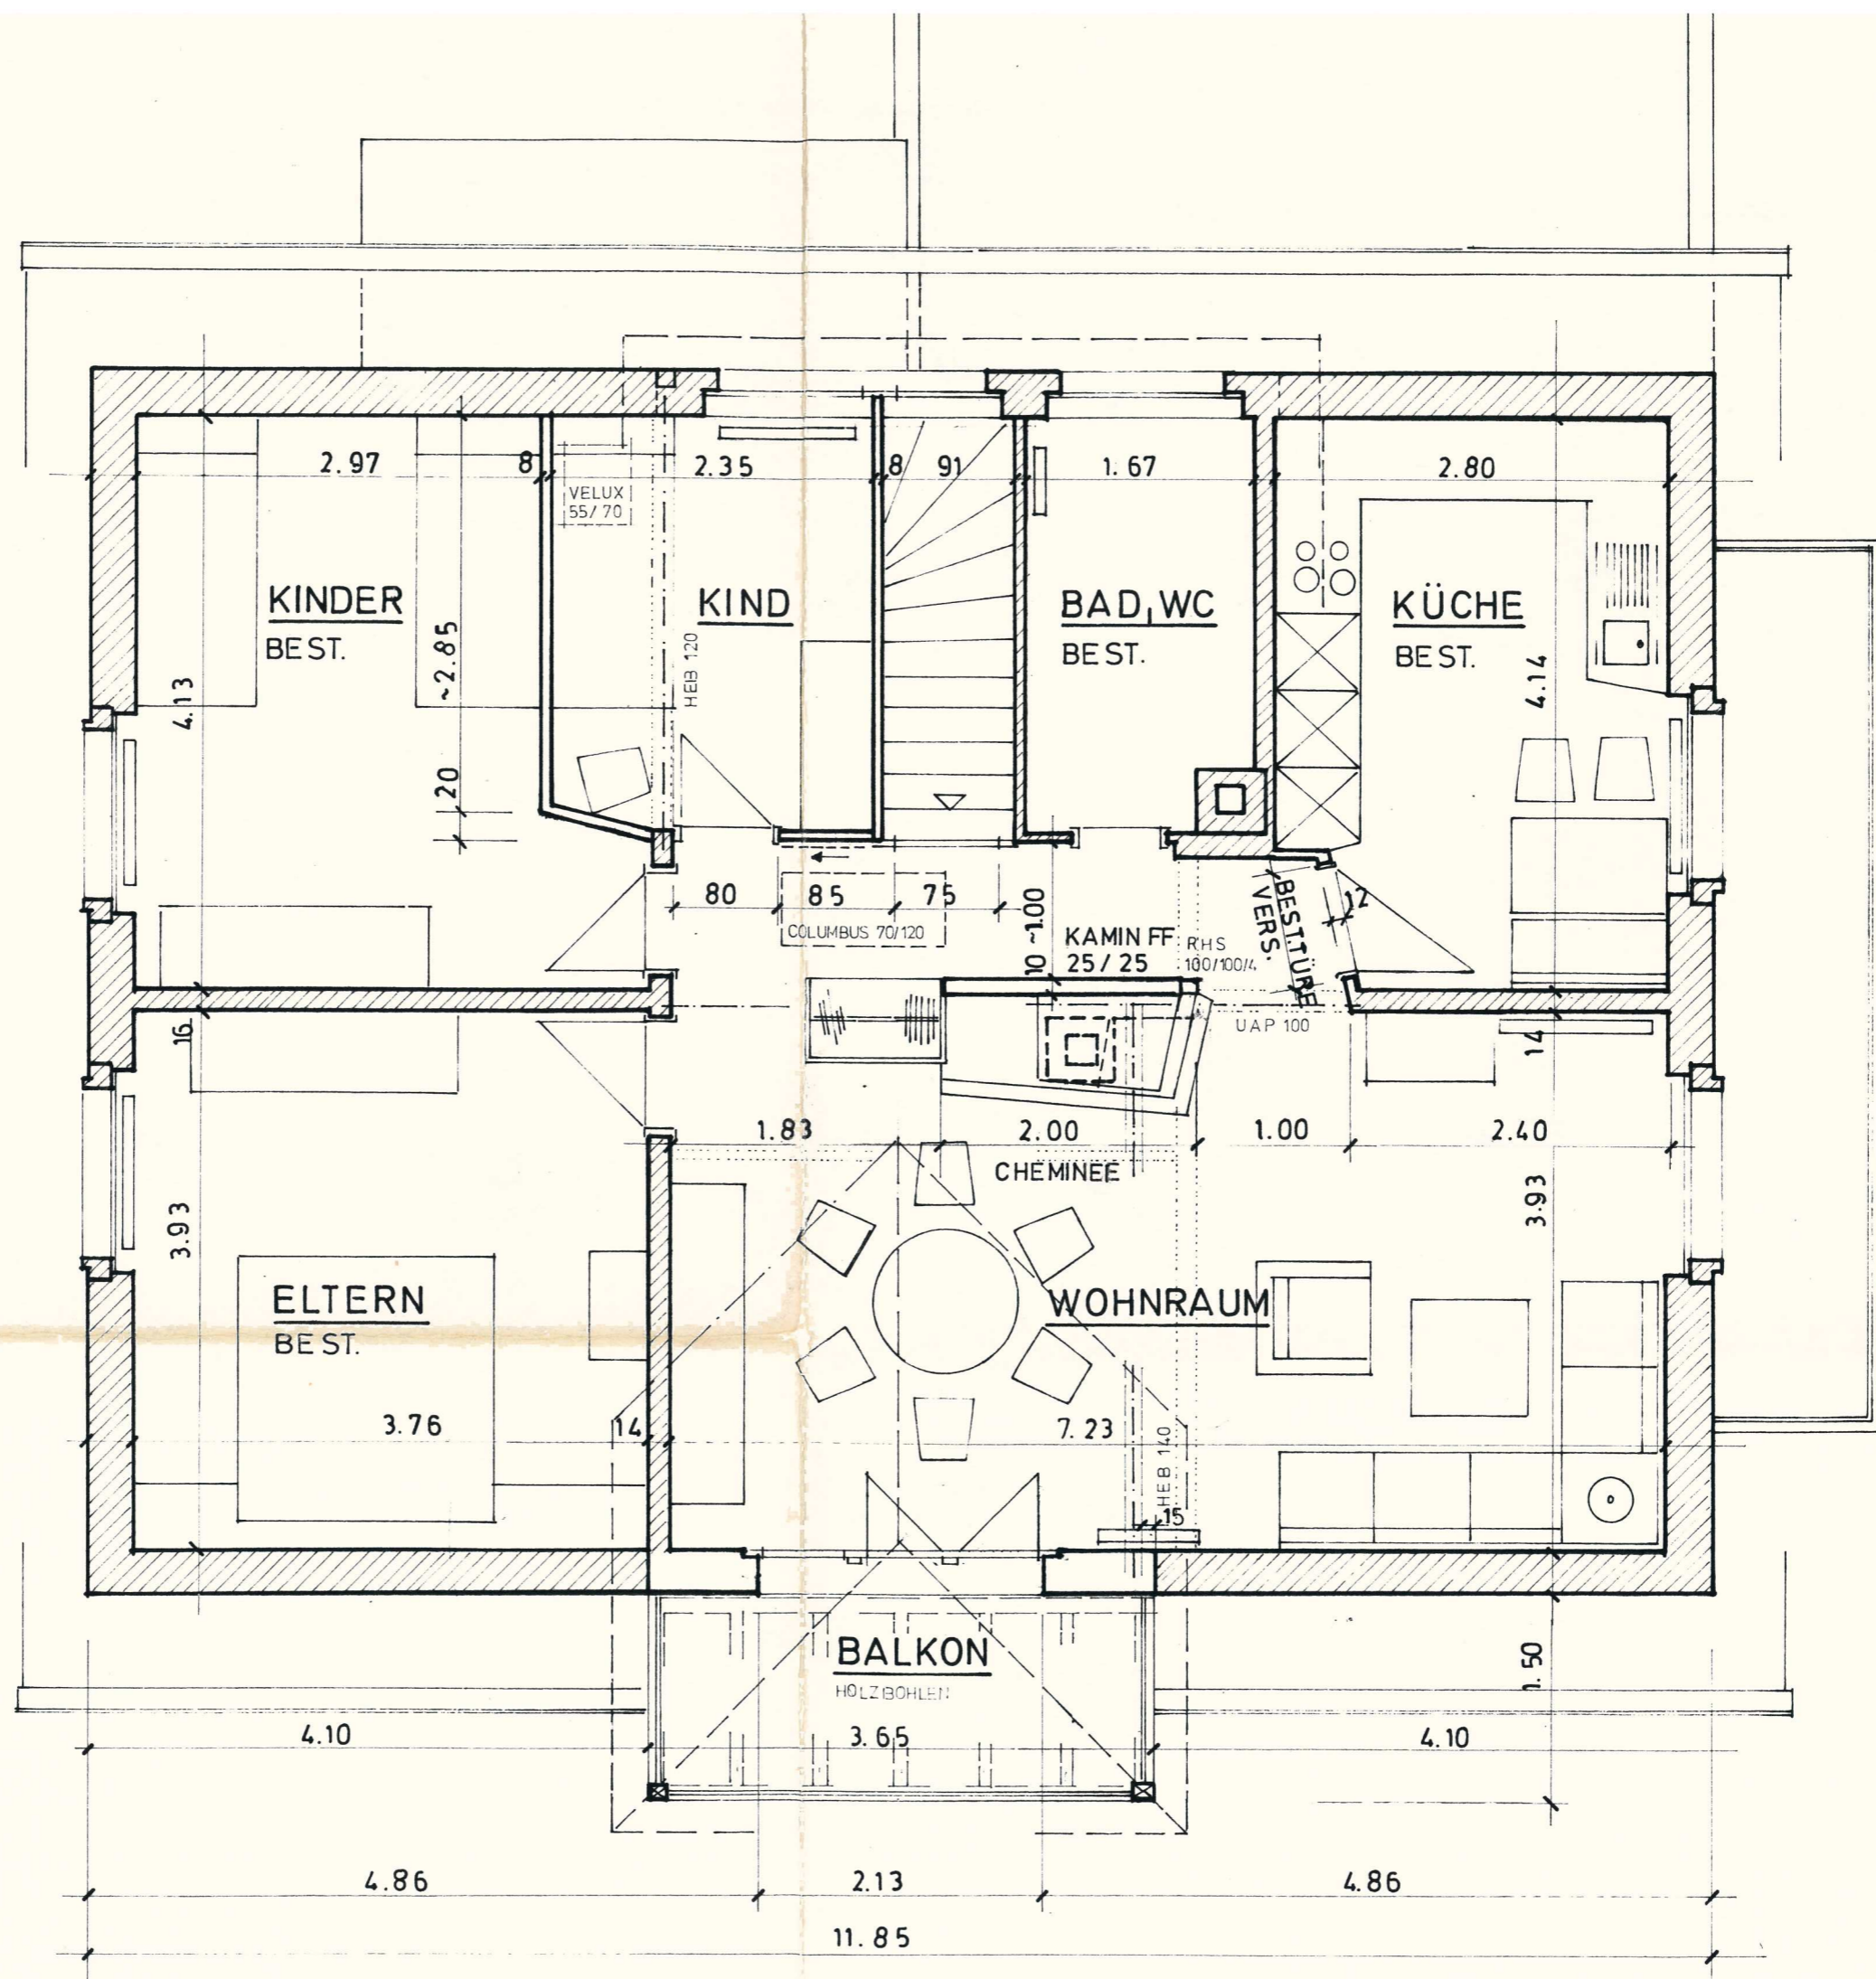 2.97
8
2.35
8
91
1.67
2.80
VELUX
55/70
KINDER
BEST.
KIND
BAD, WC
BEST.
KÜCHE
BEST.
HEB 120
~2.85
4.13
4.14
20
80
85
75
COLUMBUS 70/120
10 ~1.00
KAMIN FF
25/25
RHS
100/100/4
BEST.TÜRE
VERS.
12
UAP 100
16
14
1.83
2.00
1.00
2.40
CHEMINEE
3.93
3.93
ELTERN
BEST.
WOHNRAUM
3.76
14
7.23
HEB 140
15
BALKON
HOLZBOHLEN
1.50
4.10
3.65
4.10
4.86
2.13
4.86
11.85